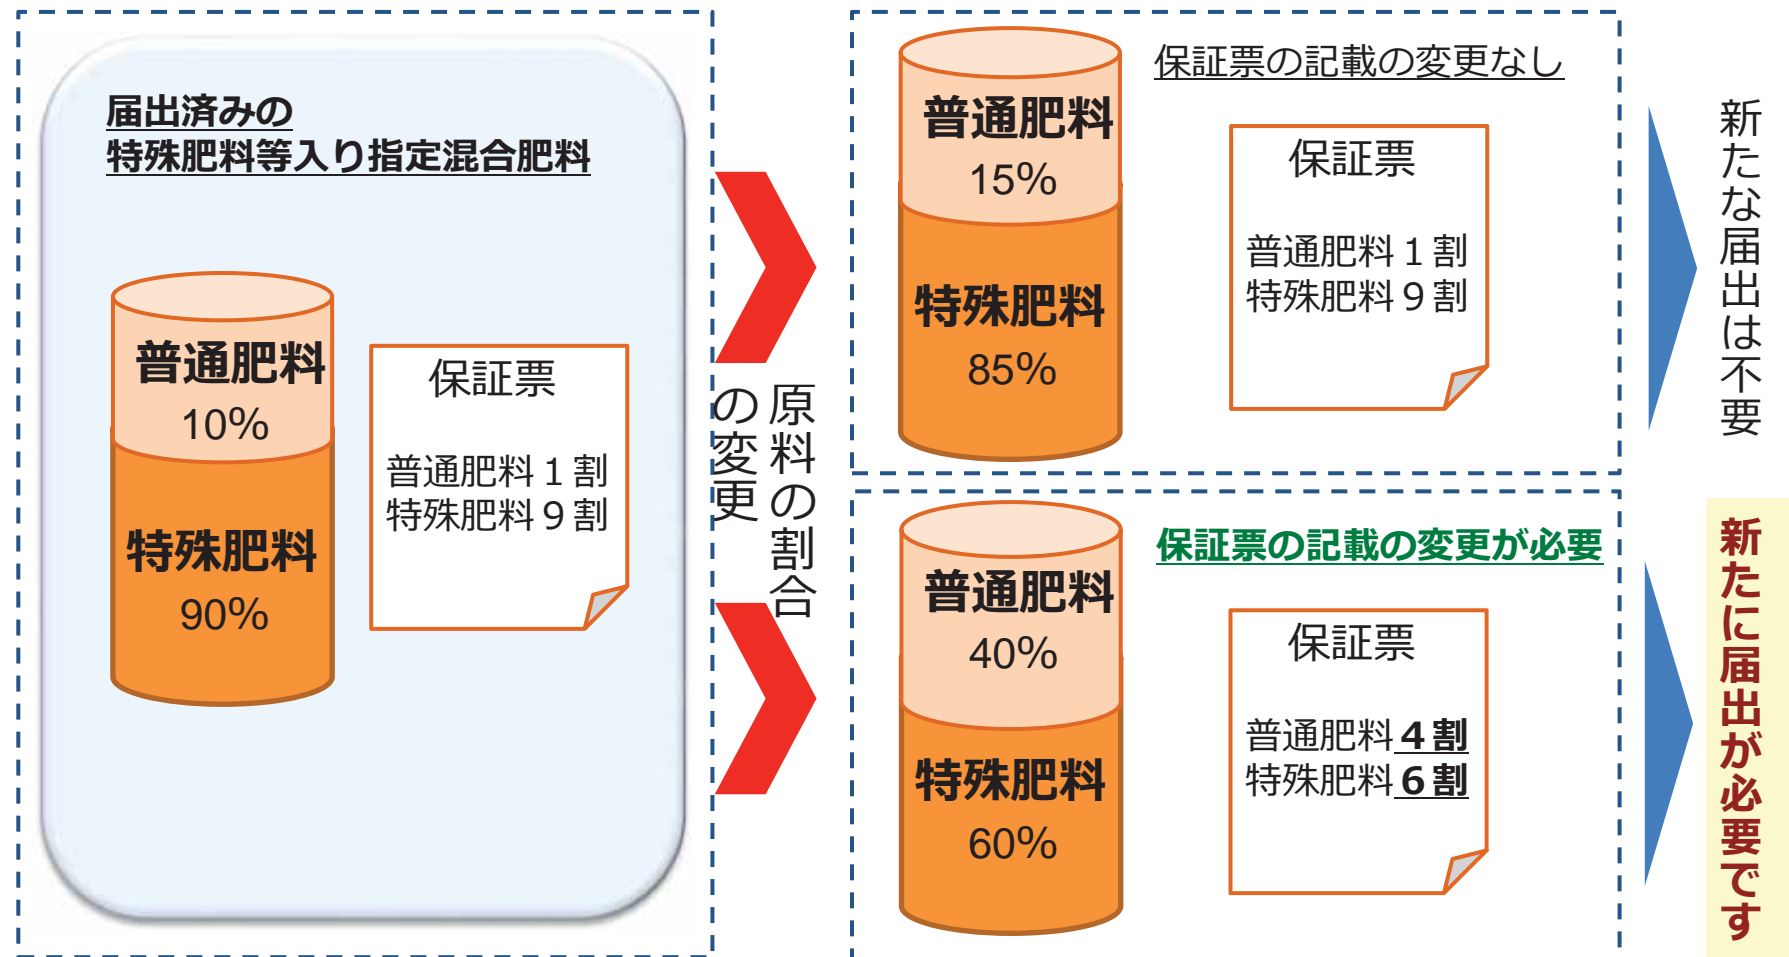 届出済みの
特殊肥料等入り指定混合肥料
普通肥料
10%
特殊肥料
90%
保証票
普通肥料１割
特殊肥料９割
原料の割合
の変更
普通肥料
15%
特殊肥料
85%
保証票の記載の変更なし
保証票
普通肥料１割
特殊肥料９割
新たな届出は不要
普通肥料
40%
特殊肥料
60%
保証票の記載の変更が必要
保証票
普通肥料４割
特殊肥料６割
新たに届出が必要です